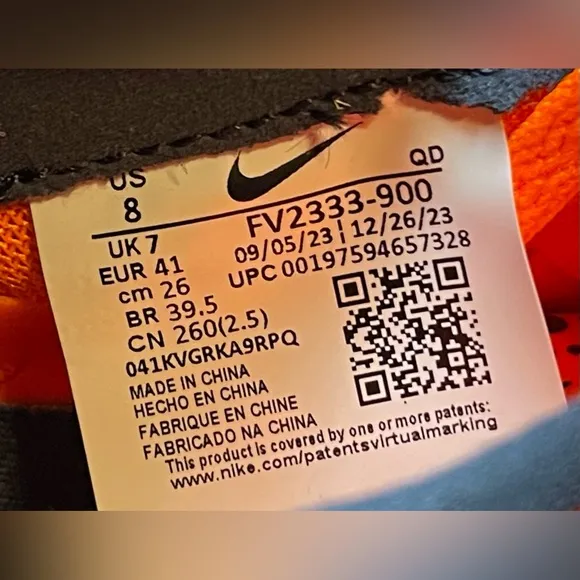 US
8
QD
UK 7
FV2333-900
EUR 41
09/05/23 | 12/26/23
cm 26
UPC 00197594657328
BR 39.5
CN 260(2.5)
041KVGRKA9RPQ
MADE IN CHINA
HECHO EN CHINA
FABRIQUE EN CHINE
FABRICADO NA CHINA
This product is covered by one or more patents:
www.nike.com/patentsvirtualmarking